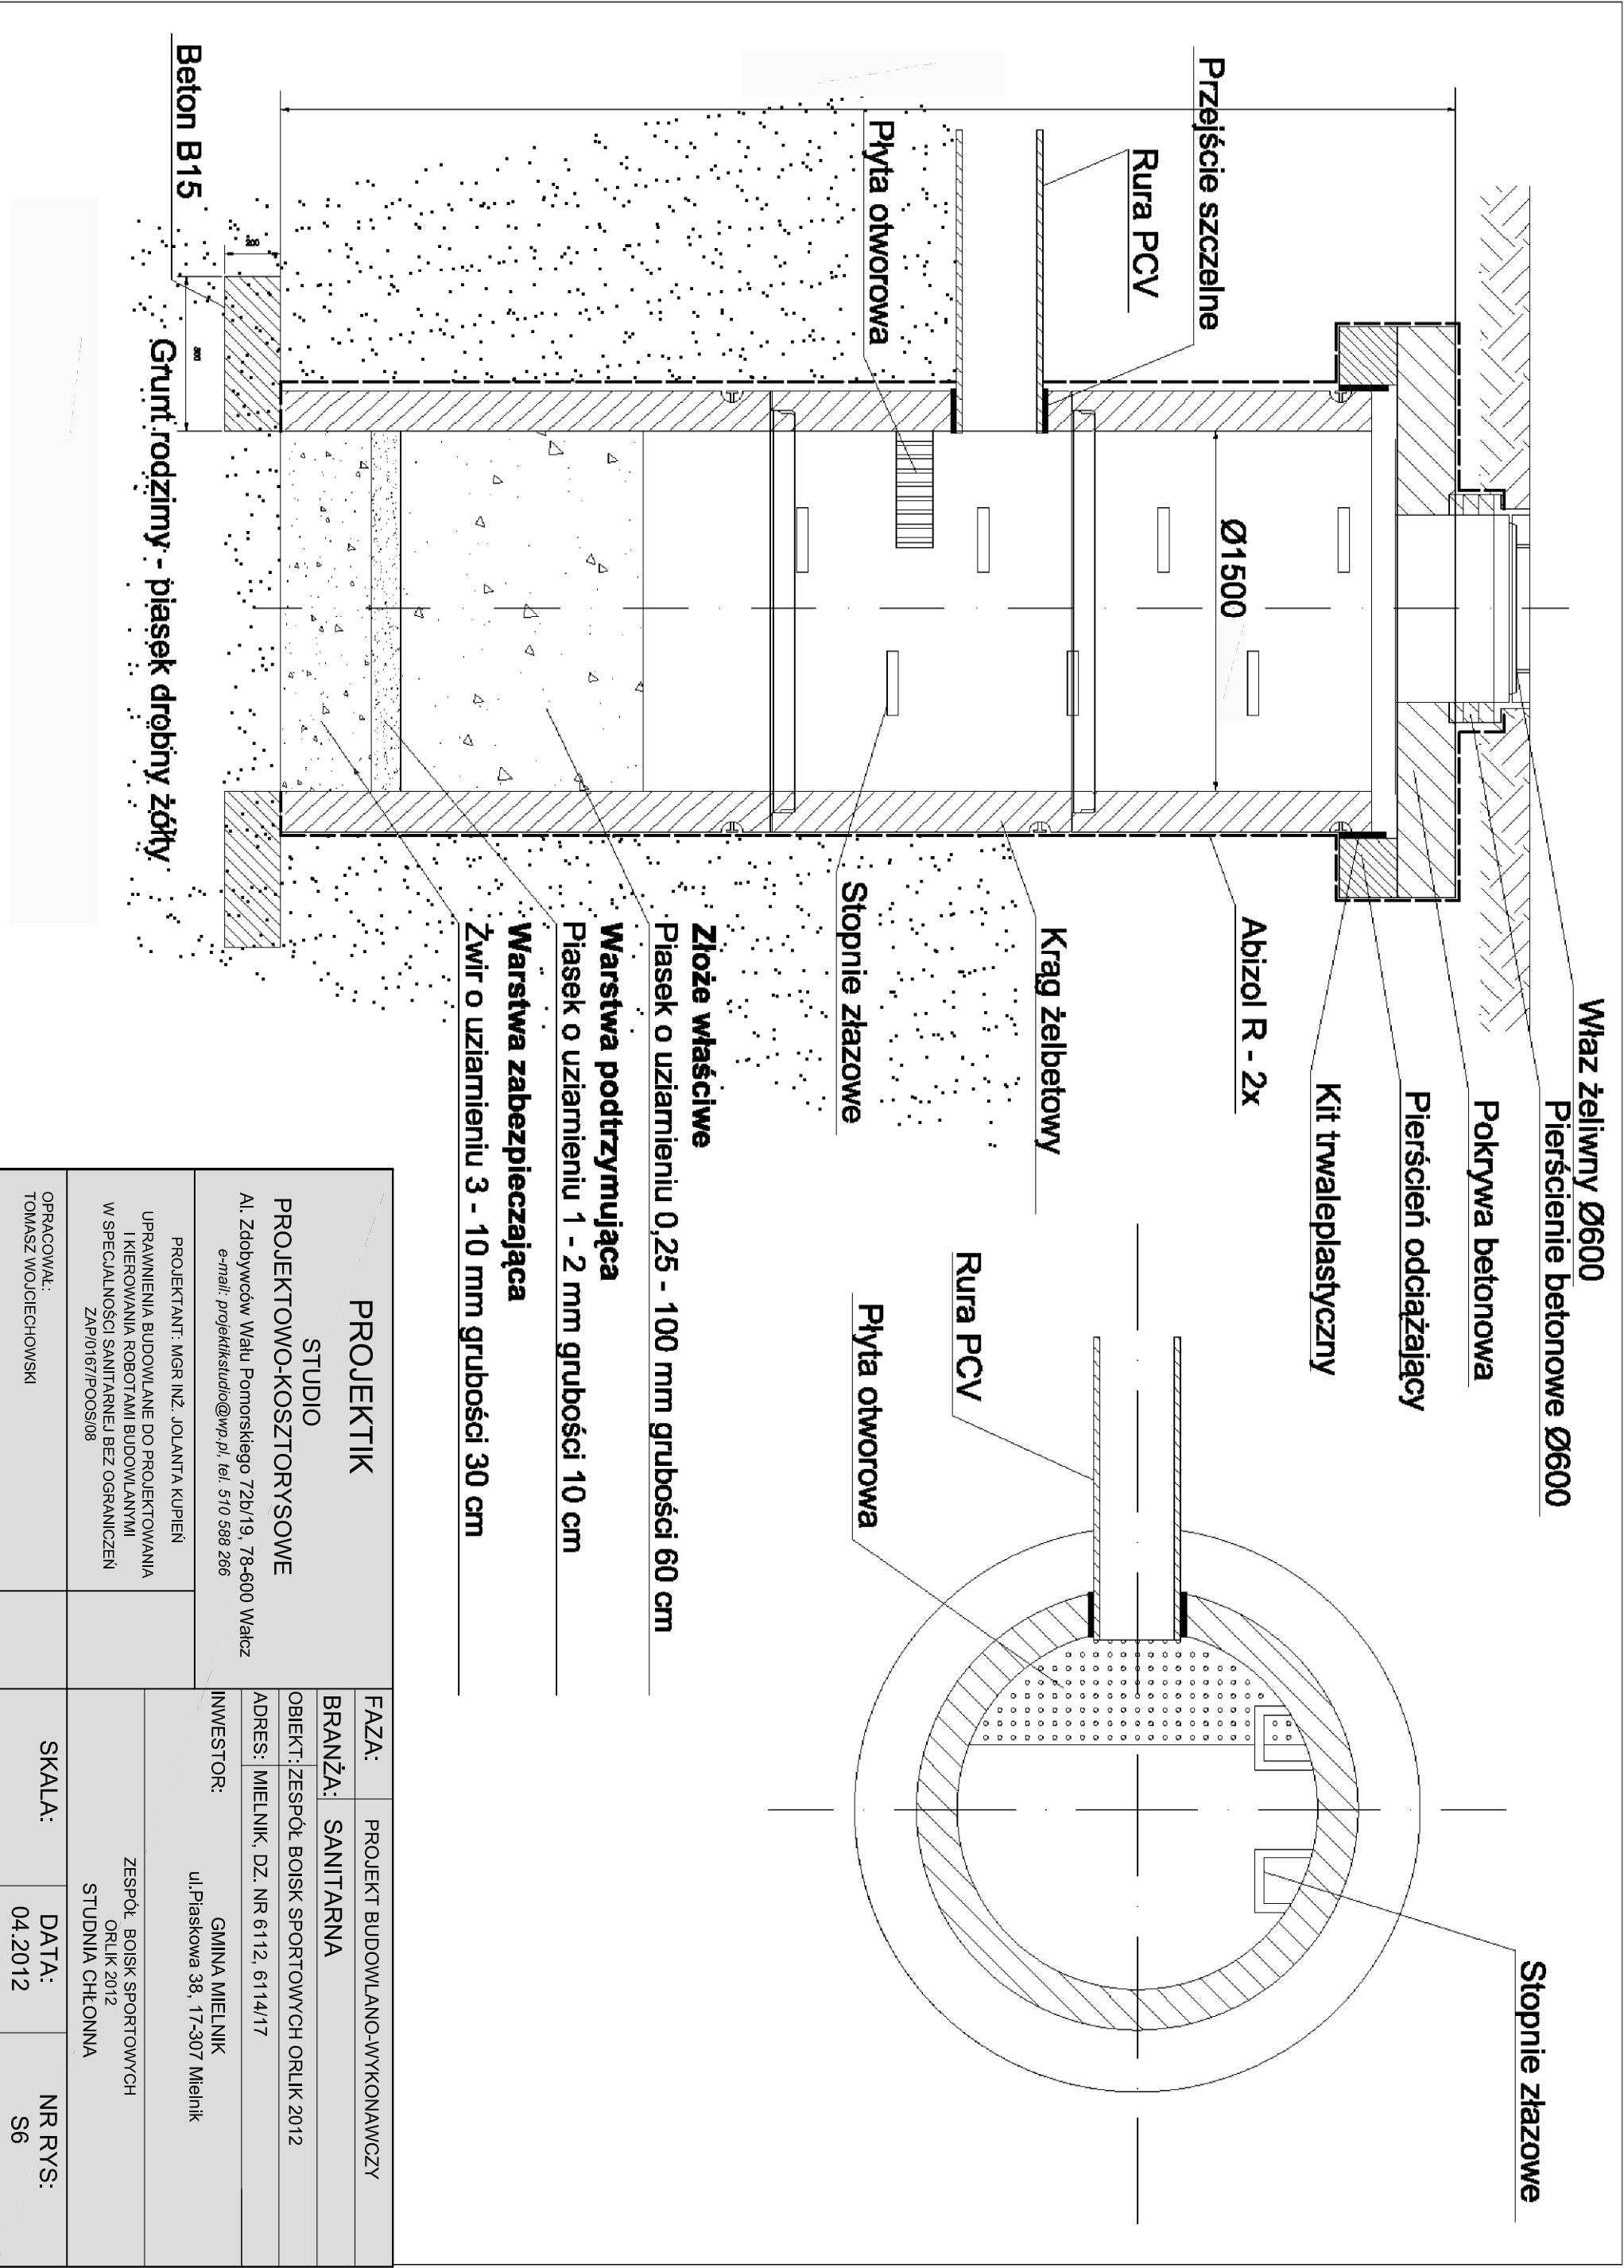 Właz żeliwny Ø600
Pierścienie betonowe Ø600
Pokrywa betonowa
Pierścień odciążający
Kit trwaleplastyczny
Abizol R - 2x
Krąg żelbetowy
Stopnie złazowe
Przejście szczelne
Rura PCV
Płyta otworowa
Ø1500
Beton B15
200
Grunt rodzimy - piasek drobny żółty
Złoże właściwe
Piasek o uziarnieniu 0,25 - 100 mm grubości 60 cm
Warstwa podtrzymująca
Piasek o uziarnieniu 1 - 2 mm grubości 10 cm
Warstwa zabezpieczająca
Żwir o uziarnieniu 3 - 10 mm grubości 30 cm
Stopnie złazowe
Rura PCV
Płyta otworowa
PROJEKTIK
STUDIO
PROJEKTOWO-KOSZTORYSOWE
Al. Zdobywców Wału Pomorskiego 72b/19, 78-600 Wałcz
e-mail: projektikstudio@wp.pl, tel. 510 588 266
PROJEKTANT: MGR INŻ. JOLANTA KUPIEŃ
UPRAWNIENIA BUDOWLANE DO PROJEKTOWANIA
I KIEROWANIA ROBOTAMI BUDOWLANYMI
W SPECJALNOŚCI SANITARNEJ BEZ OGRANICZEŃ
ZAP/0167/POOS/08
OPRACOWAŁ:
TOMASZ WOJCIECHOWSKI
FAZA: PROJEKT BUDOWLANO-WYKONAWCZY
BRANŻA: SANITARNA
OBIEKT: ZESPÓŁ BOISK SPORTOWYCH ORLIK 2012
ADRES: MIELNIK, DZ. NR 6112, 6114/17
INWESTOR:
GMINA MIELNIK
ul.Piaskowa 38, 17-307 Mielnik
ZESPÓŁ BOISK SPORTOWYCH
ORLIK 2012
STUDNIA CHŁONNA
SKALA:
DATA:
04.2012
NR RYS:
S6